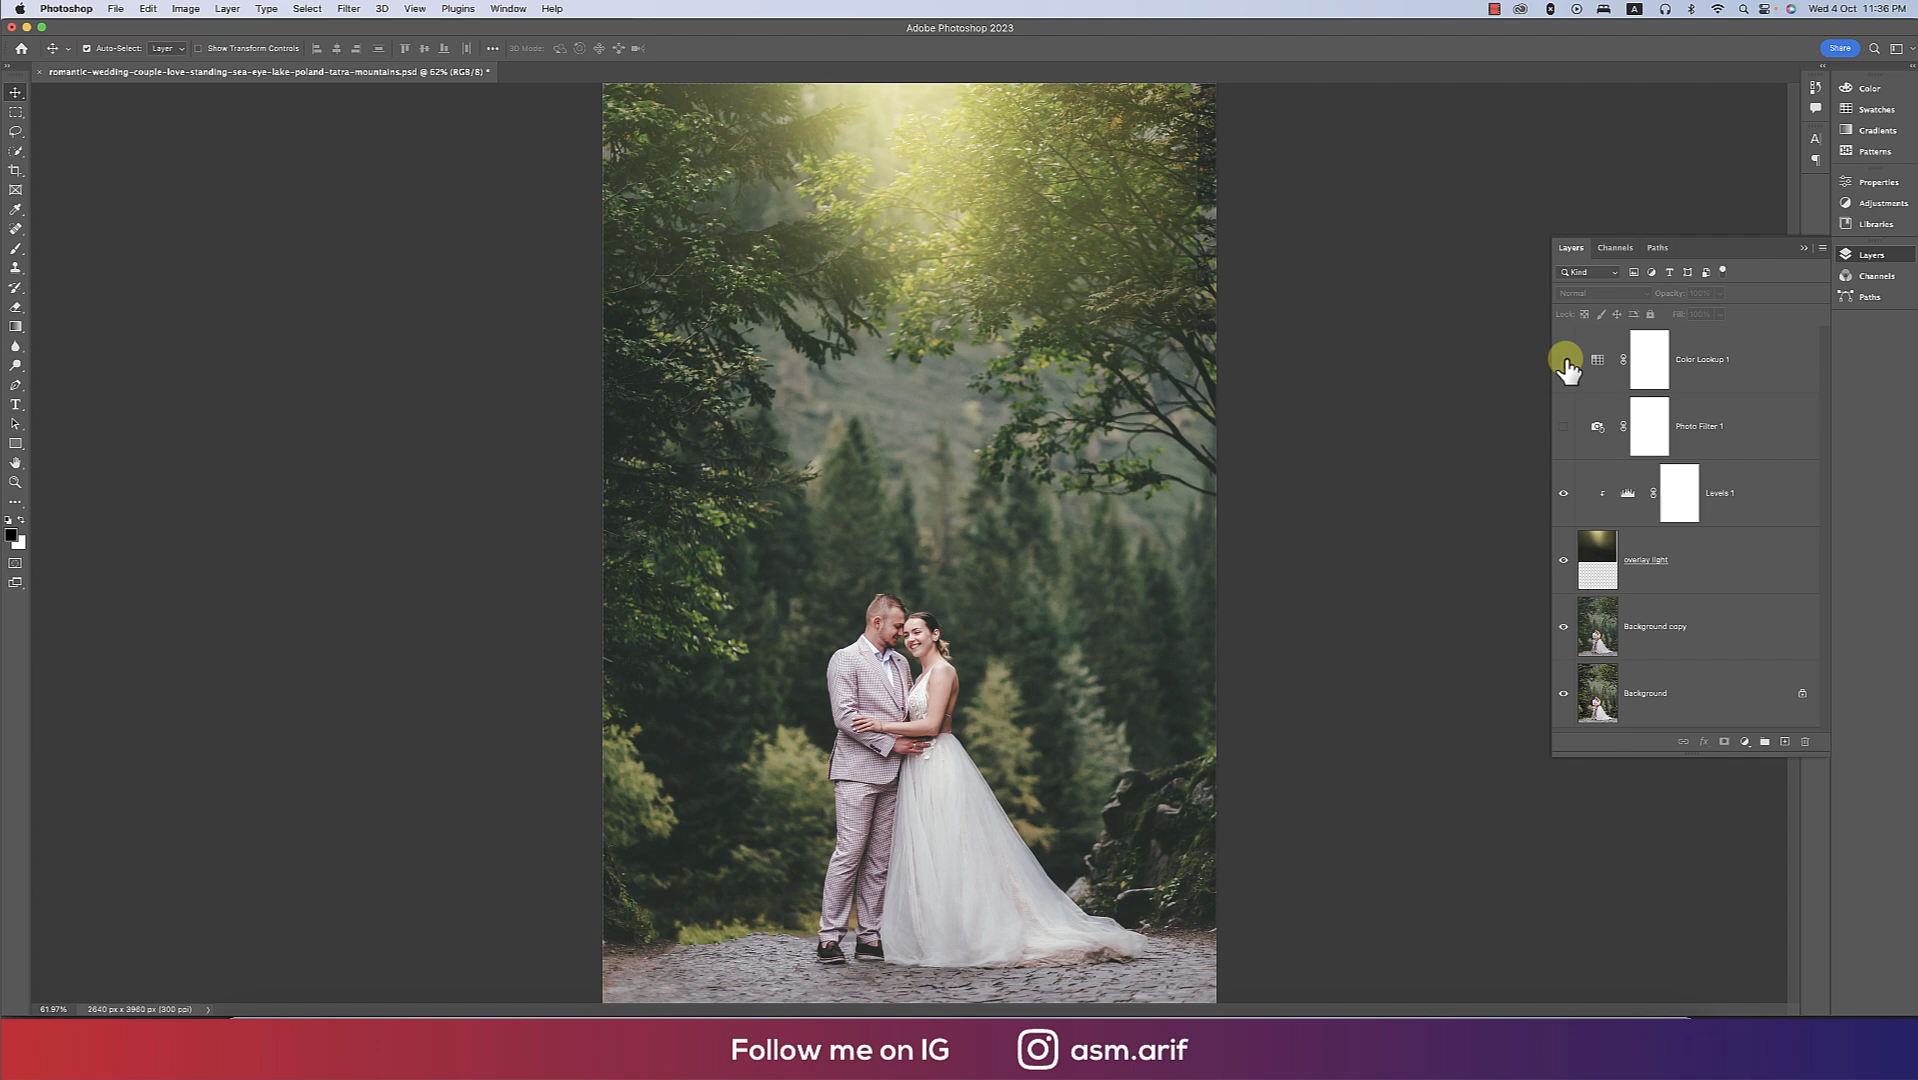 Photoshop File Edit Image Layer Type Select Filter 3D View Plugins Window Help A Wed 4 Oct 11:36 PM
Adobe Photoshop 2023
Auto-Select: Layer Show Transform Controls 3D Mode: Share
× romantic-wedding-couple-love-standing-sea-eye-lake-poland-tatra-mountains.psd @ 62% (RGB/8) *
Color
Swatches
Gradients
Patterns
Properties
Adjustments
Libraries
Layers
Channels
Paths
Layers Channels Paths
Kind
Normal Opacity: 100%
Lock: Fill: 100%
Color Lookup 1
Photo Filter 1
Levels 1
overlay light
Background copy
Background
fx
61.97% 2640 px x 3960 px (300 ppi)
Follow me on IG asm.arif